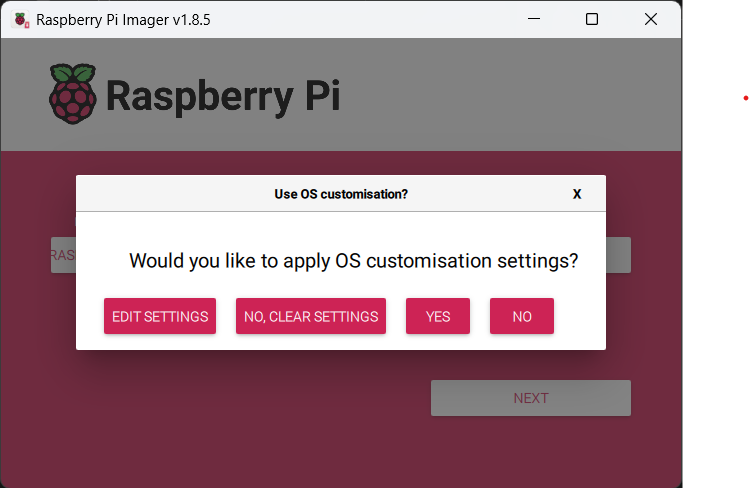 Raspberry Pi Imager v1.8.5
Raspberry Pi
Use OS customisation?
X
RAS
Would you like to apply OS customisation settings?
EDIT SETTINGS
NO, CLEAR SETTINGS
YES
NO
NEXT